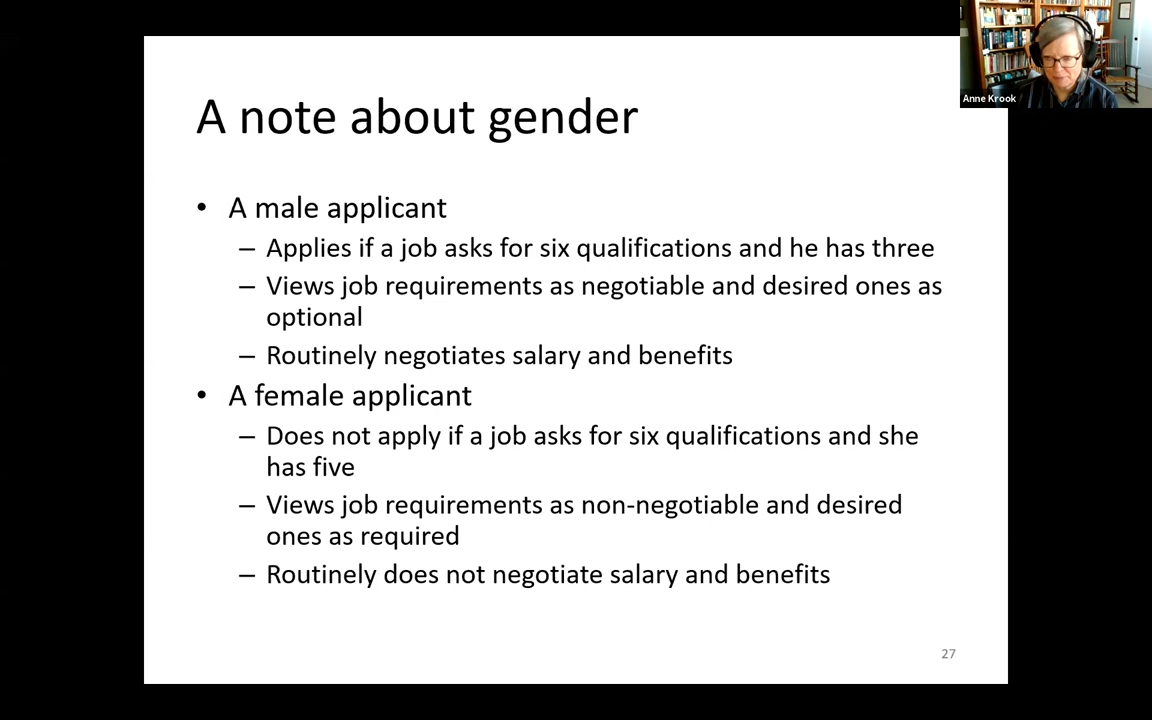 A note about gender
• A male applicant
– Applies if a job asks for six qualifications and he has three
– Views job requirements as negotiable and desired ones as
optional
– Routinely negotiates salary and benefits
• A female applicant
– Does not apply if a job asks for six qualifications and she
has five
– Views job requirements as non-negotiable and desired
ones as required
– Routinely does not negotiate salary and benefits
27
Anne Krook